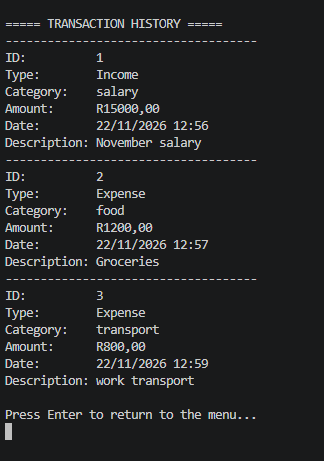 ===== TRANSACTION HISTORY =====
------------------------------------
ID:          1
Type:        Income
Category:    salary
Amount:      R15000,00
Date:        22/11/2026 12:56
Description: November salary
------------------------------------
ID:          2
Type:        Expense
Category:    food
Amount:      R1200,00
Date:        22/11/2026 12:57
Description: Groceries
------------------------------------
ID:          3
Type:        Expense
Category:    transport
Amount:      R800,00
Date:        22/11/2026 12:59
Description: work transport
Press Enter to return to the menu...